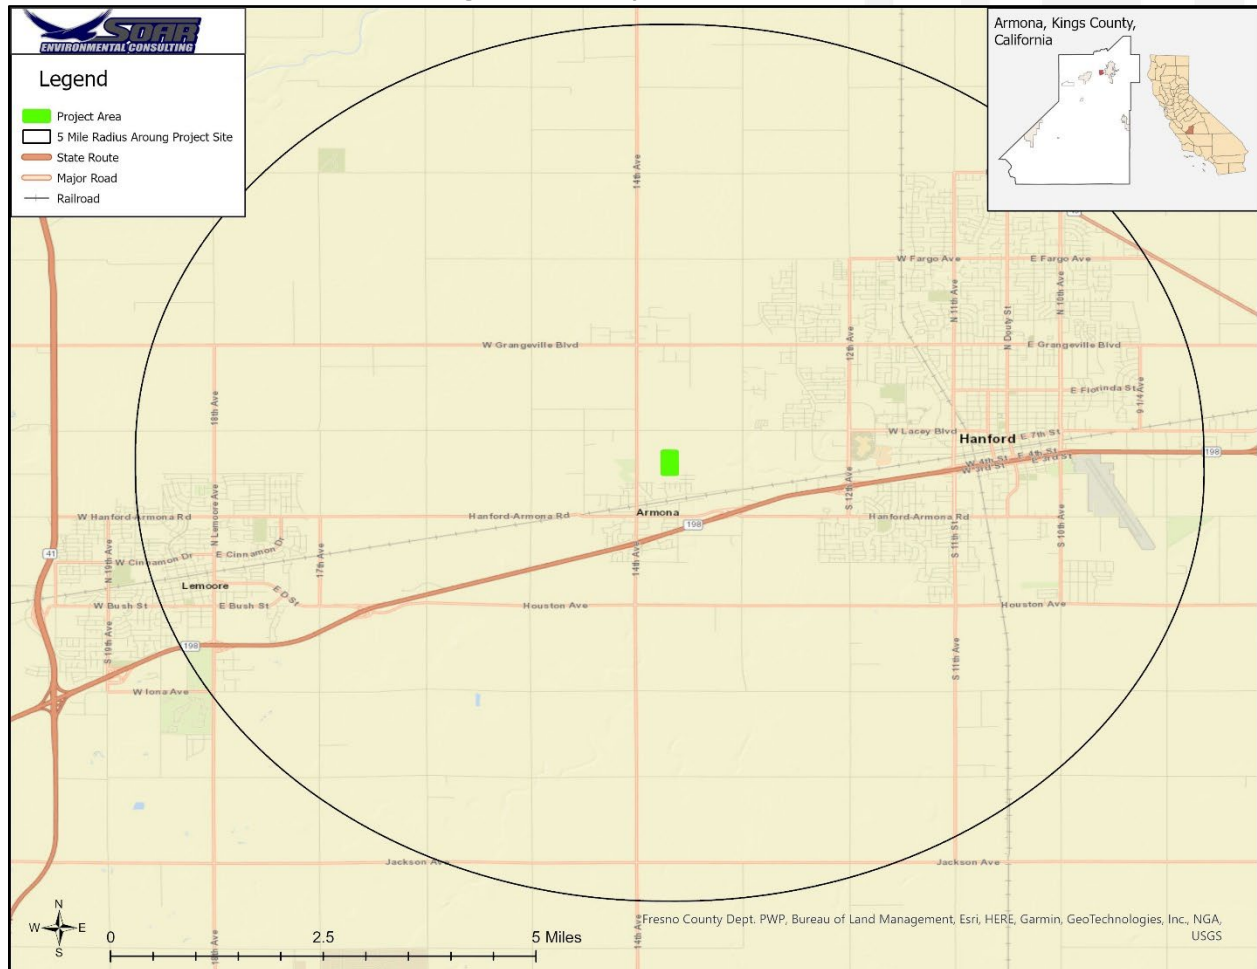 SOAR
ENVIRONMENTAL CONSULTING
Legend
Project Area
5 Mile Radius Aroung Project Site
State Route
Major Road
Railroad
Armona, Kings County,
California
14th Ave
W Fargo Ave
E Fargo Ave
N 11th Ave
N Douty St
N 10th Ave
12th Ave
W Grangeville Blvd
E Grangeville Blvd
18th Ave
E Florinda St
9 1/4 Ave
W Lacey Blvd
Hanford
E 7th St
W 4th St
E 4th St
W 3rd St
E 3rd St
198
S 12th Ave
W Hanford-Armona Rd
N Lemoore Ave
Hanford-Armona Rd
Armona
198
Hanford-Armona Rd
S 11th St
S 10th Ave
41
N 19th Ave
W Cinnamon Dr
E Cinnamon Dr
17th Ave
14th Ave
Lemoore
E D St
W Bush St
E Bush St
Houston Ave
Houston Ave
S 19th Ave
198
S 11th Ave
W Iona Ave
Jackson Ave
Jackson Ave
N
W
E
S
0
2.5
5 Miles
18th Ave
14th Ave
Fresno County Dept. PWP, Bureau of Land Management, Esri, HERE, Garmin, GeoTechnologies, Inc., NGA,
USGS